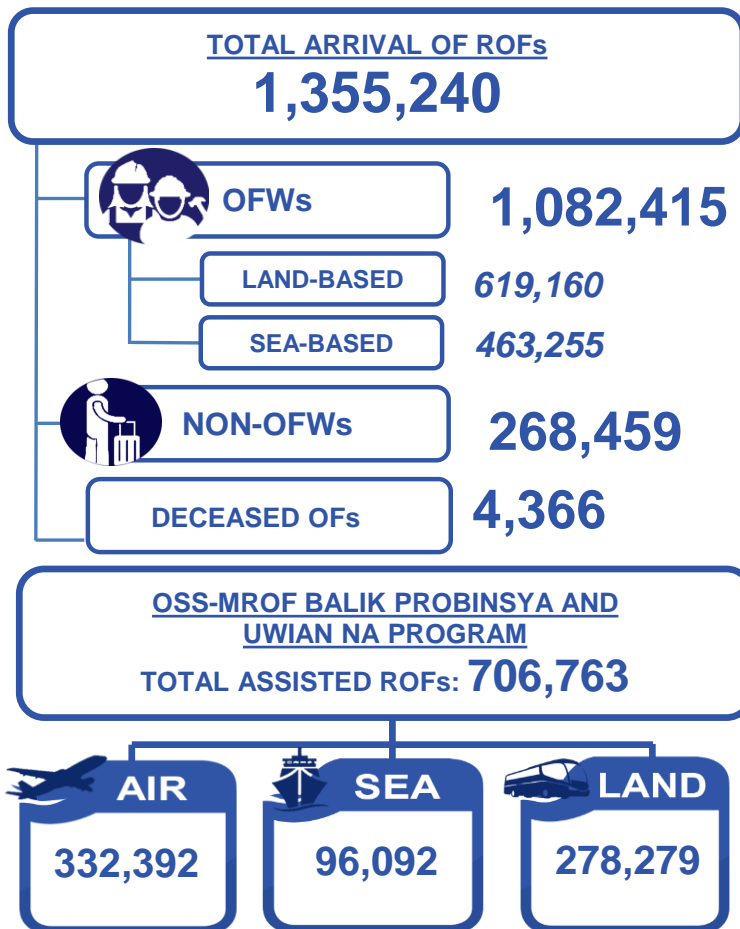 TOTAL ARRIVAL OF ROFs
1,355,240
OFWs
1,082,415
LAND-BASED
619,160
SEA-BASED
463,255
NON-OFWs
268,459
DECEASED OFs
4,366
OSS-MROF BALIK PROBINSYA AND
UWIAN NA PROGRAM
TOTAL ASSISTED ROFs: 706,763
AIR
332,392
SEA
96,092
LAND
278,279